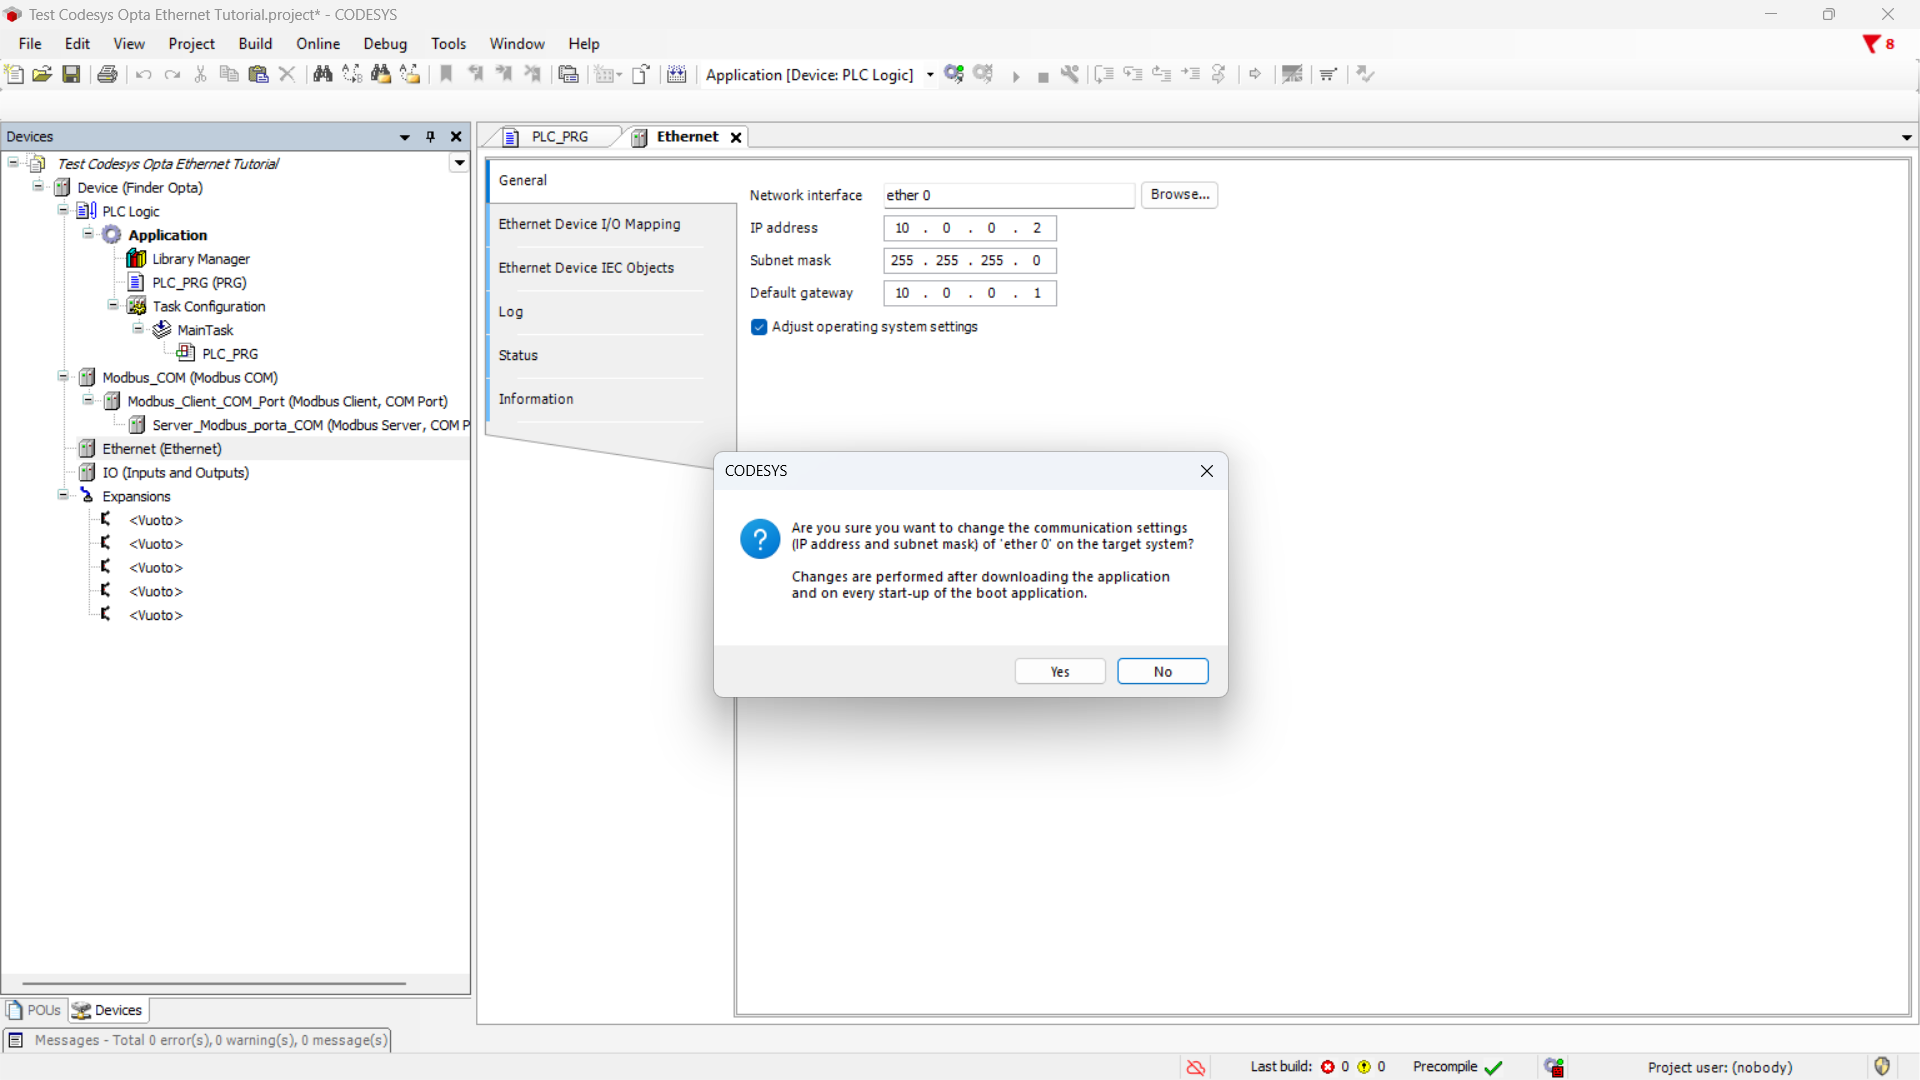 Test Codesys Opta Ethernet Tutorial.project* - CODESYS
File Edit View Project Build Online Debug Tools Window Help
8
Application [Device: PLC Logic]
Devices
Test Codesys Opta Ethernet Tutorial
Device (Finder Opta)
PLC Logic
Application
Library Manager
PLC_PRG (PRG)
Task Configuration
MainTask
PLC_PRG
Modbus_COM (Modbus COM)
Modbus_Client_COM_Port (Modbus Client, COM Port)
Server_Modbus_porta_COM (Modbus Server, COM P
Ethernet (Ethernet)
IO (Inputs and Outputs)
Expansions
<Vuoto>
<Vuoto>
<Vuoto>
<Vuoto>
<Vuoto>
POUs Devices
PLC_PRG Ethernet
General
Ethernet Device I/O Mapping
Ethernet Device IEC Objects
Log
Status
Information
Network interface ether 0 Browse...
IP address 10 . 0 . 0 . 2
Subnet mask 255 . 255 . 255 . 0
Default gateway 10 . 0 . 0 . 1
Adjust operating system settings
CODESYS
Are you sure you want to change the communication settings
(IP address and subnet mask) of 'ether 0' on the target system?
Changes are performed after downloading the application
and on every start-up of the boot application.
Yes No
Messages - Total 0 error(s), 0 warning(s), 0 message(s)
Last build: 0 0 Precompile Project user: (nobody)